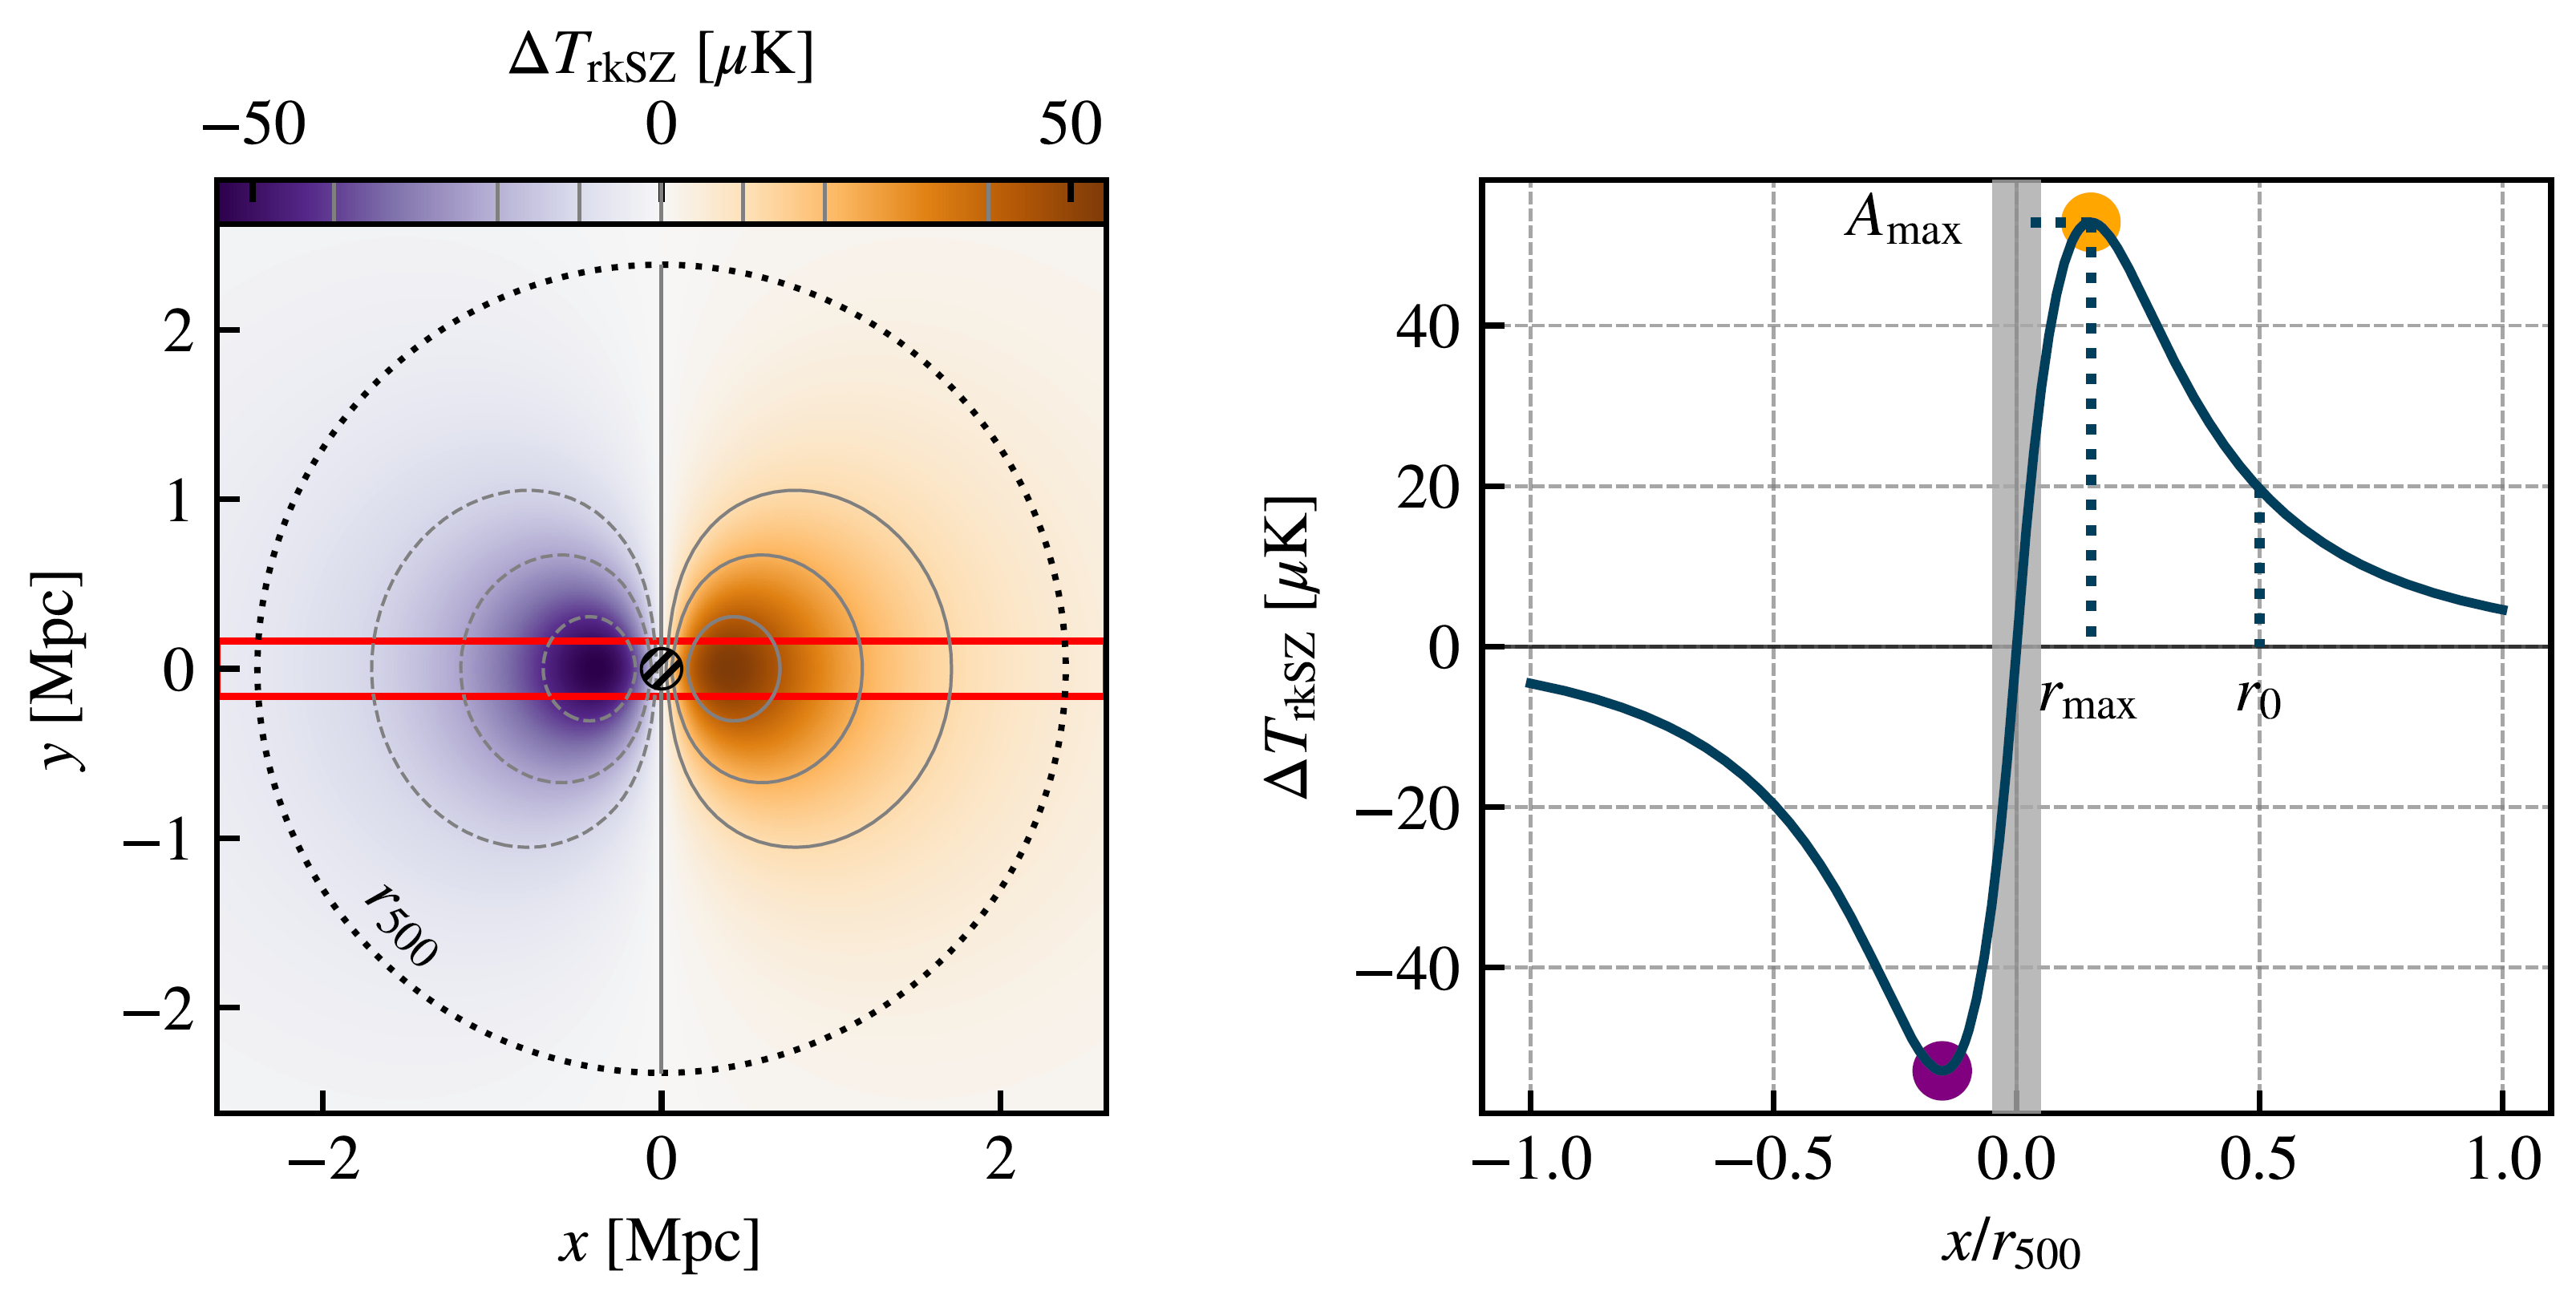 ΔT_rkSZ [μK]
−50 0 50
y [Mpc]
2
1
0
−1
−2
r_500
−2 0 2
x [Mpc]
ΔT_rkSZ [μK]
A_max
40
20
0
−20
−40
r_max r_0
−1.0 −0.5 0.0 0.5 1.0
x/r_500